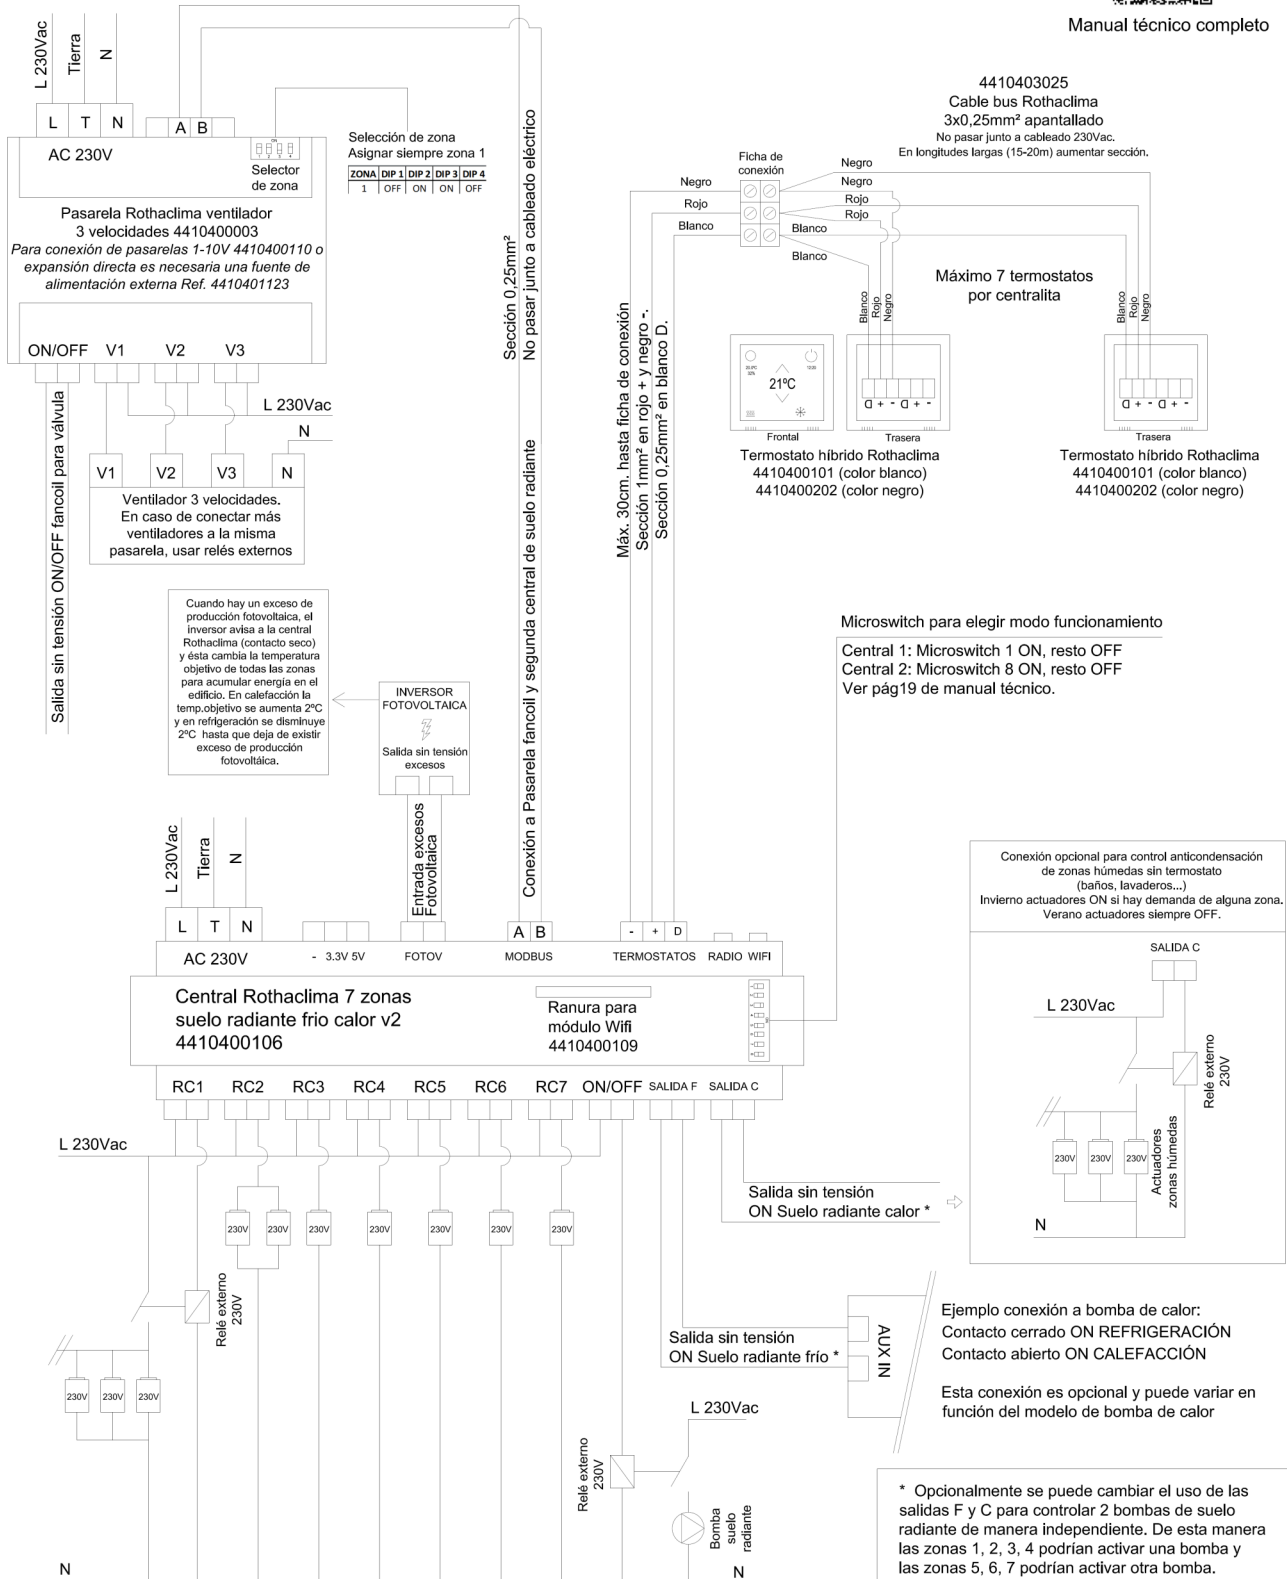 Manual técnico completo
L 230Vac
Tierra
N
L T N
A B
AC 230V
ON
1 2 3 4
Selector
de zona
Selección de zona
Asignar siempre zona 1
ZONA DIP 1 DIP 2 DIP 3 DIP 4
1 OFF ON ON OFF
Pasarela Rothaclima ventilador
3 velocidades 4410400003
Para conexión de pasarelas 1-10V 4410400110 o
expansión directa es necesaria una fuente de
alimentación externa Ref. 4410401123
ON/OFF V1 V2 V3
L 230Vac
N
V1 V2 V3 N
Ventilador 3 velocidades.
En caso de conectar más
ventiladores a la misma
pasarela, usar relés externos
Salida sin tensión ON/OFF fancoil para válvula
Sección 0,25mm²
No pasar junto a cableado eléctrico
Conexión a Pasarela fancoil y segunda central de suelo radiante
4410403025
Cable bus Rothaclima
3x0,25mm² apantallado
No pasar junto a cableado 230Vac.
En longitudes largas (15-20m) aumentar sección.
Ficha de
conexión
Negro
Rojo
Blanco
Negro
Negro
Rojo
Rojo
Blanco
Blanco
Máximo 7 termostatos
por centralita
Blanco
Rojo
Negro
Blanco
Rojo
Negro
21ºC
D + - D + -
D + - D + -
Frontal
Trasera
Trasera
Termostato híbrido Rothaclima
4410400101 (color blanco)
4410400202 (color negro)
Termostato híbrido Rothaclima
4410400101 (color blanco)
4410400202 (color negro)
Máx. 30cm. hasta ficha de conexión
Sección 1mm² en rojo + y negro -.
Sección 0,25mm² en blanco D.
Cuando hay un exceso de
producción fotovoltaica, el
inversor avisa a la central
Rothaclima (contacto seco)
y ésta cambia la temperatura
objetivo de todas las zonas
para acumular energía en el
edificio. En calefacción la
temp.objetivo se aumenta 2ºC
y en refrigeración se dismimuye
2ºC hasta que deja de existir
exceso de producción
fotovoltáica.
INVERSOR
FOTOVOLTAICA
Salida sin tensión
excesos
Entrada excesos
Fotovoltaica
Microswitch para elegir modo funcionamiento
Central 1: Microswitch 1 ON, resto OFF
Central 2: Microswitch 8 ON, resto OFF
Ver pág19 de manual técnico.
L 230Vac
Tierra
N
L T N
A B
- + D
AC 230V
- 3.3V 5V
FOTOV
MODBUS
TERMOSTATOS
RADIO WIFI
Central Rothaclima 7 zonas
suelo radiante frio calor v2
4410400106
Ranura para
módulo Wifi
4410400109
RC1 RC2 RC3 RC4 RC5 RC6 RC7 ON/OFF SALIDA F SALIDA C
Conexión opcional para control anticondensación
de zonas húmedas sin termostato
(baños, lavaderos...)
Invierno actuadores ON si hay demanda de alguna zona.
Verano actuadores siempre OFF.
SALIDA C
L 230Vac
Relé externo
230V
230V 230V 230V
Actuadores
zonas húmedas
N
L 230Vac
230V 230V 230V 230V 230V 230V 230V
Relé externo
230V
230V 230V 230V
N
Salida sin tensión
ON Suelo radiante calor *
Salida sin tensión
ON Suelo radiante frío *
AUX IN
Ejemplo conexión a bomba de calor:
Contacto cerrado ON REFRIGERACIÓN
Contacto abierto ON CALEFACCIÓN
Esta conexión es opcional y puede variar en
función del modelo de bomba de calor
L 230Vac
Relé externo
230V
Bomba
suelo
radiante
N
* Opcionalmente se puede cambiar el uso de las
salidas F y C para controlar 2 bombas de suelo
radiante de manera independiente. De esta manera
las zonas 1, 2, 3, 4 podrían activar una bomba y
las zonas 5, 6, 7 podrían activar otra bomba.